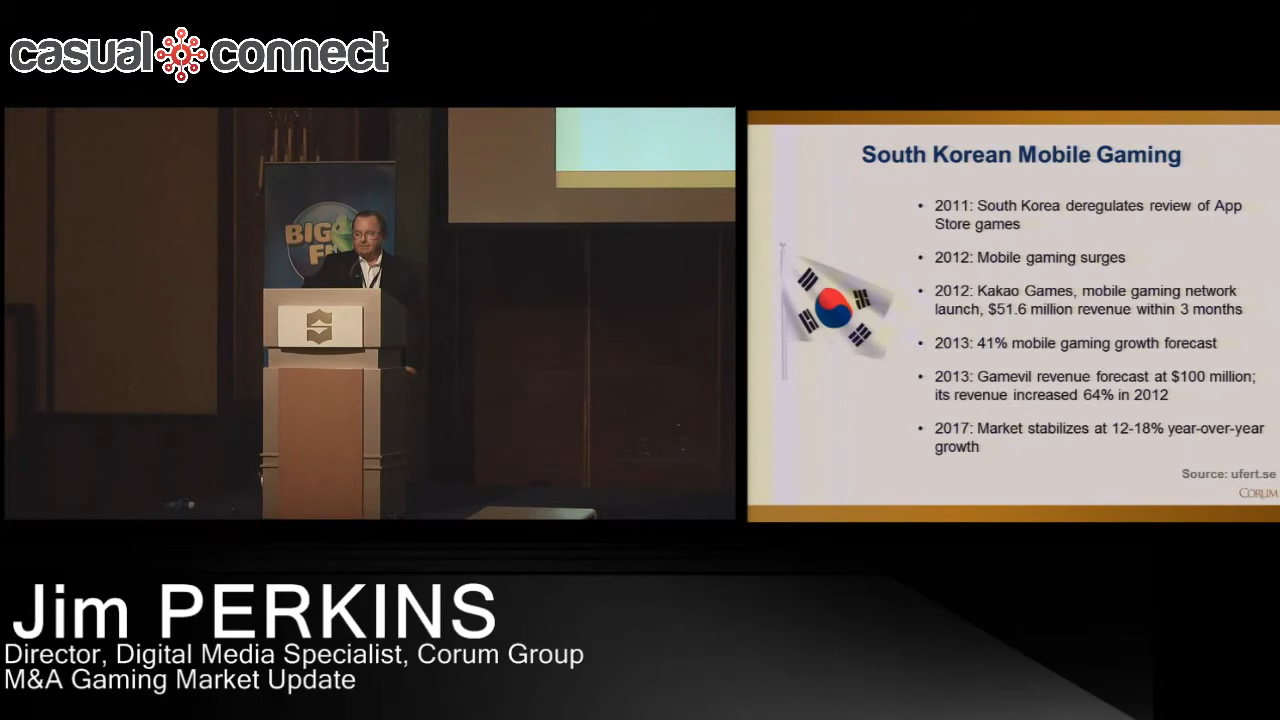 casual connect
BIG
South Korean Mobile Gaming
• 2011: South Korea deregulates review of App
Store games
• 2012: Mobile gaming surges
• 2012: Kakao Games, mobile gaming network
launch, $51.6 million revenue within 3 months
• 2013: 41% mobile gaming growth forecast
• 2013: Gamevil revenue forecast at $100 million;
its revenue increased 64% in 2012
• 2017: Market stabilizes at 12-18% year-over-year
growth
Source: ufert.se
CORUM
Jim PERKINS
Director, Digital Media Specialist, Corum Group
M&A Gaming Market Update